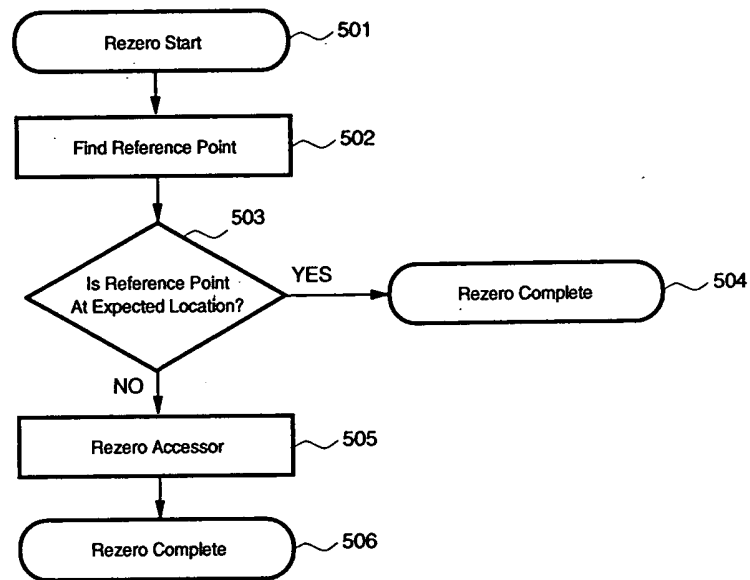 Rezero Start
501
Find Reference Point
502
503
Is Reference Point
At Expected Location?
YES
Rezero Complete
504
NO
Rezero Accessor
505
Rezero Complete
506